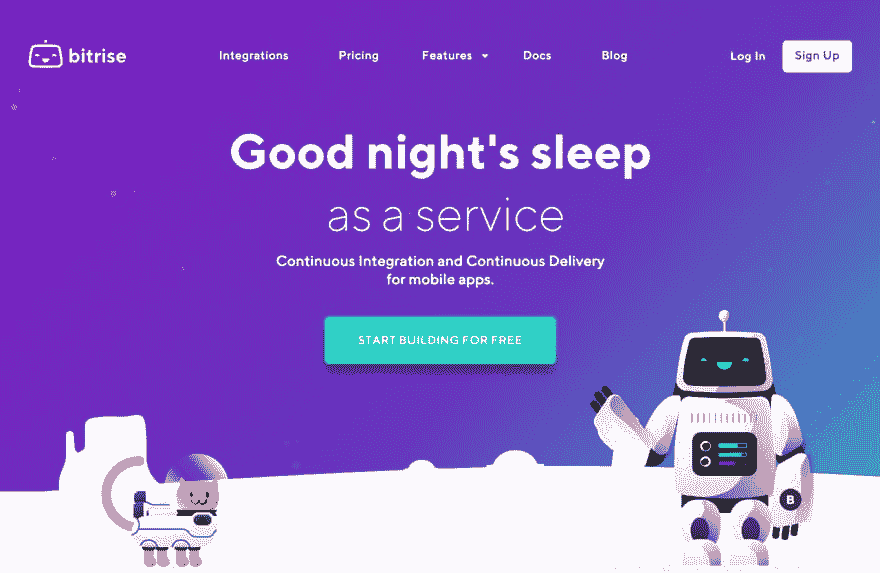 bitrise
Integrations
Pricing
Features
Docs
Blog
Log In
Sign Up
Good night's sleep
as a service
Continuous Integration and Continuous Delivery
for mobile apps.
START BUILDING FOR FREE
B